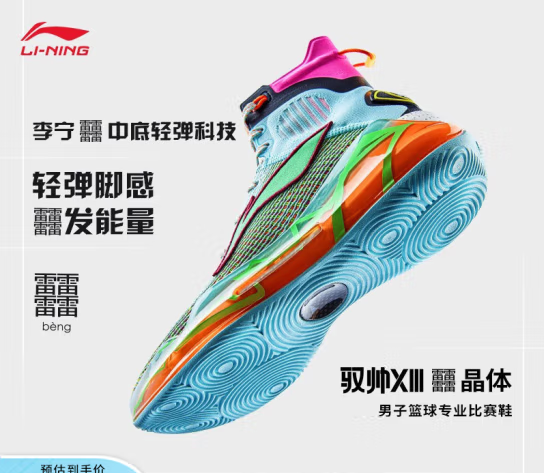 LI-NING
李宁 䨻 中底轻弹科技
轻弹脚感
䨻发能量
䨻
bèng
驭帅XIII 䨻 晶体
男子篮球专业比赛鞋
预估到手价